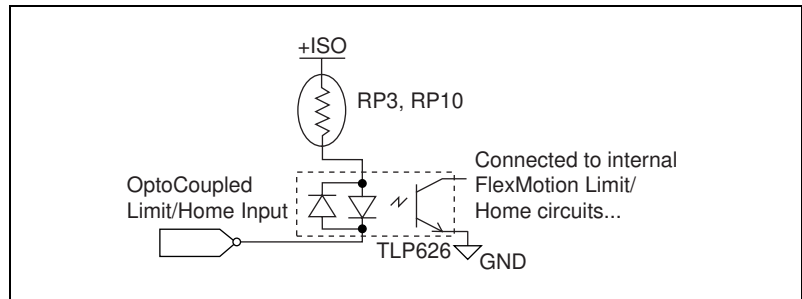 +ISO
RP3, RP10
OptoCoupled
Limit/Home Input
Connected to internal
FlexMotion Limit/
Home circuits...
TLP626
GND